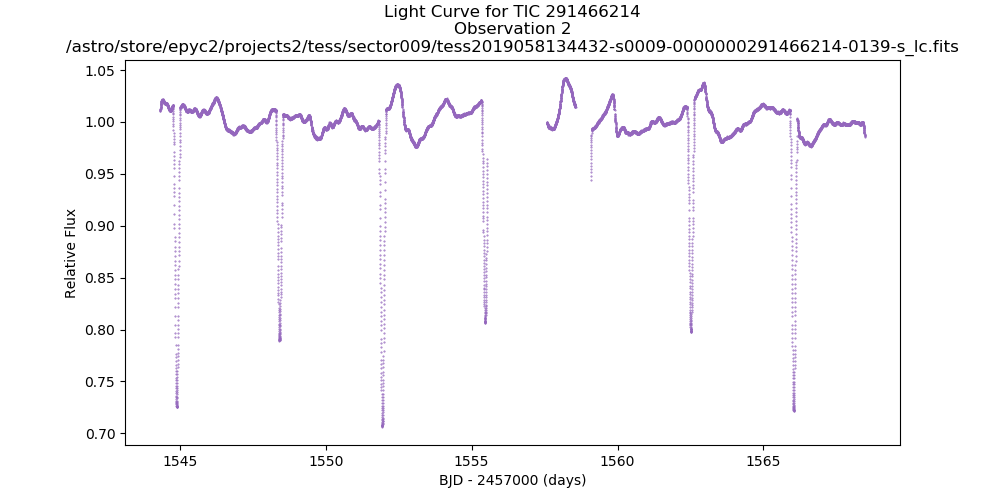 Light Curve for TIC 291466214
Observation 2
/astro/store/epyc2/projects2/tess/sector009/tess2019058134432-s0009-0000000291466214-0139-s_lc.fits
1.05
1.00
0.95
0.90
0.85
0.80
0.75
0.70
Relative Flux
1545
1550
1555
1560
1565
BJD - 2457000 (days)